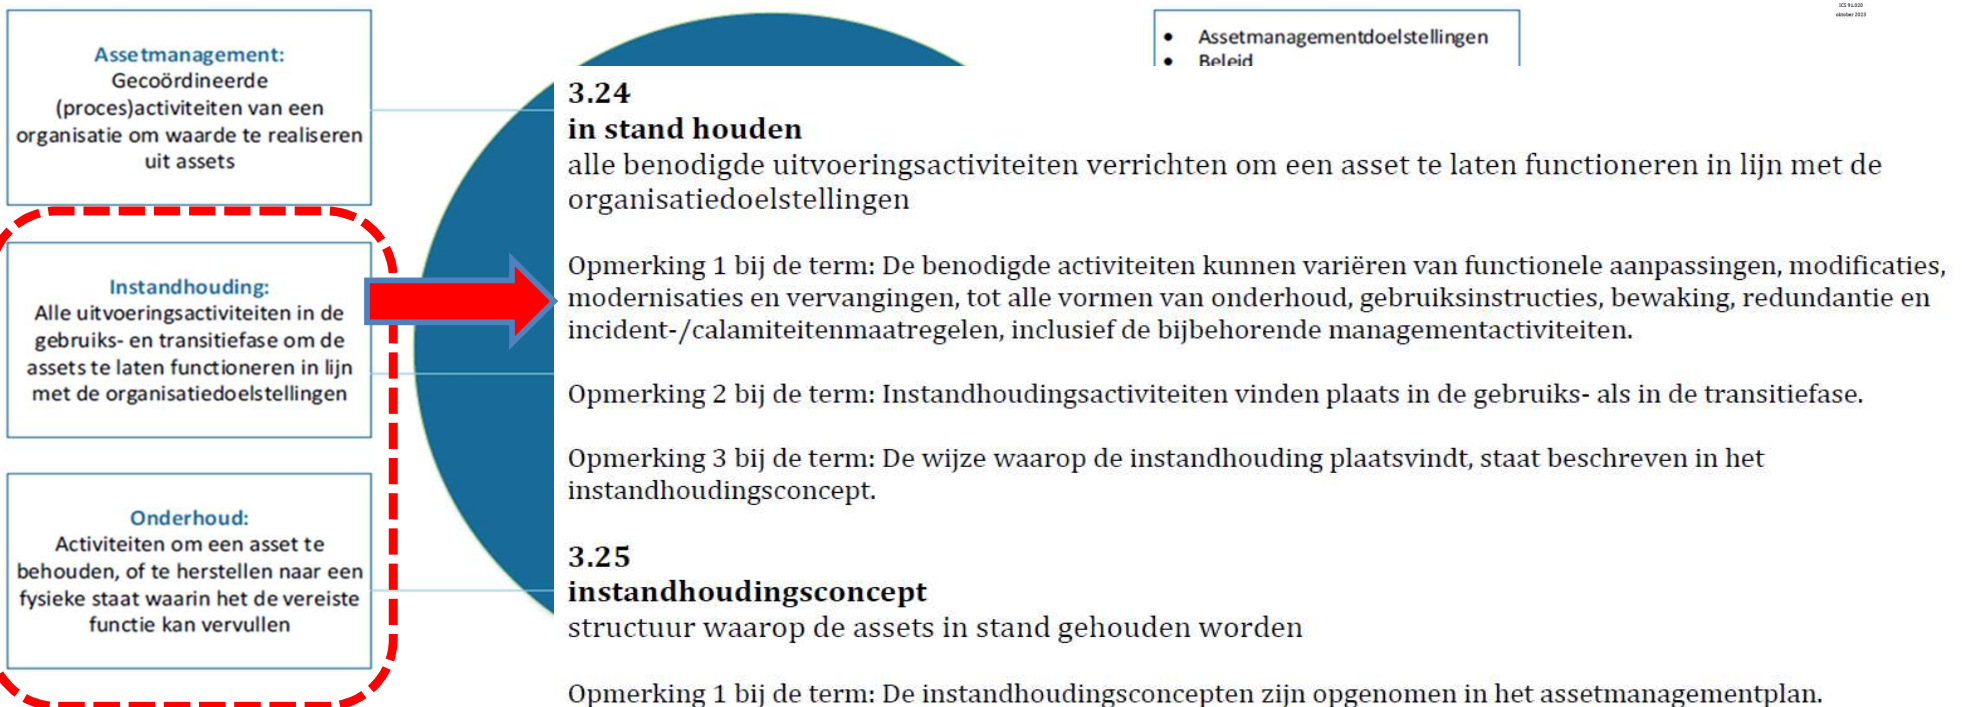 ICS 91.020
oktober 2023
Assetmanagement:
Gecoördineerde
(proces)activiteiten van een
organisatie om waarde te realiseren
uit assets
Instandhouding:
Alle uitvoeringsactiviteiten in de
gebruiks- en transitiefase om de
assets te laten functioneren in lijn
met de organisatiedoelstellingen
Onderhoud:
Activiteiten om een asset te
behouden, of te herstellen naar een
fysieke staat waarin het de vereiste
functie kan vervullen
• Assetmanagementdoelstellingen
• Beleid
3.24
in stand houden
alle benodigde uitvoeringsactiviteiten verrichten om een asset te laten functioneren in lijn met de
organisatiedoelstellingen
Opmerking 1 bij de term: De benodigde activiteiten kunnen variëren van functionele aanpassingen, modificaties,
modernisaties en vervangingen, tot alle vormen van onderhoud, gebruiksinstructies, bewaking, redundantie en
incident-/calamiteitenmaatregelen, inclusief de bijbehorende managementactiviteiten.
Opmerking 2 bij de term: Instandhoudingsactiviteiten vinden plaats in de gebruiks- als in de transitiefase.
Opmerking 3 bij de term: De wijze waarop de instandhouding plaatsvindt, staat beschreven in het
instandhoudingsconcept.
3.25
instandhoudingsconcept
structuur waarop de assets in stand gehouden worden
Opmerking 1 bij de term: De instandhoudingsconcepten zijn opgenomen in het assetmanagementplan.